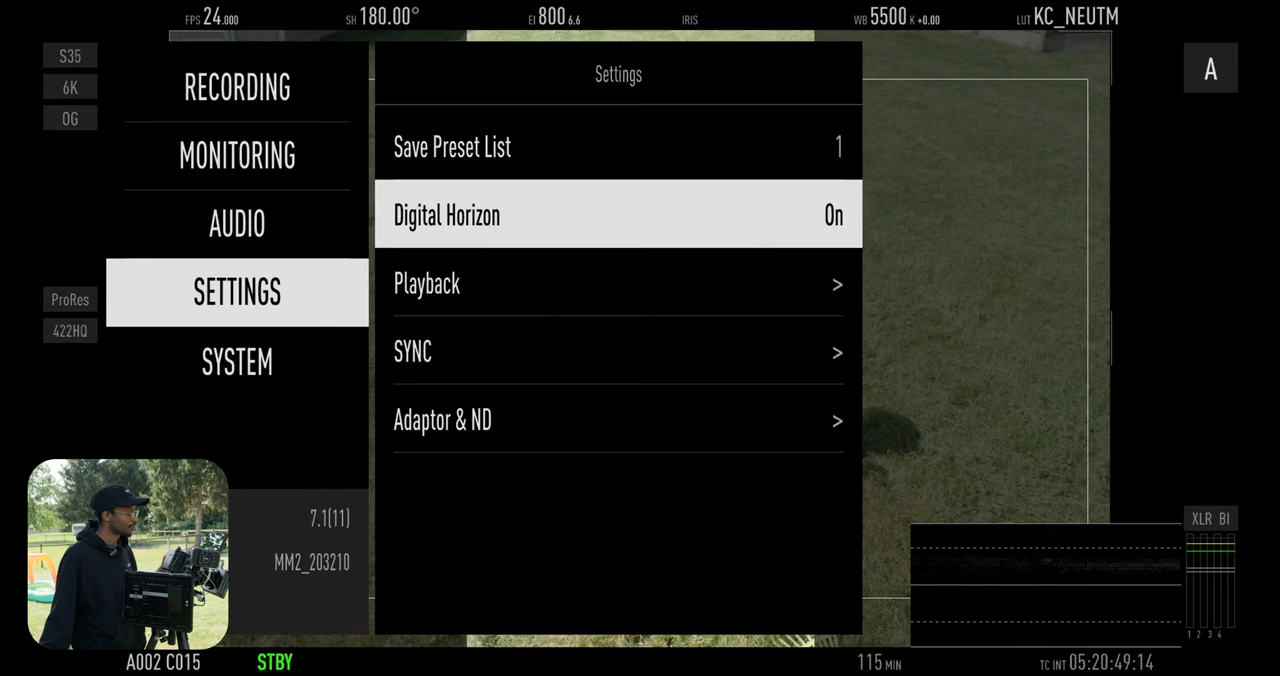 FPS 24.000 SH 180.00° EI 800 6.6 IRIS WB 5500 K +0.00 LUT KC_NEUTM
S35
6K
OG
A
RECORDING
MONITORING
AUDIO
SETTINGS
SYSTEM
ProRes
422HQ
7.1(11)
MM2_203210
Settings
Save Preset List 1
Digital Horizon On
Playback >
SYNC >
Adaptor & ND >
XLR BI
1 2 3 4
A002 C015 STBY 115 MIN TC INT 05:20:49:14